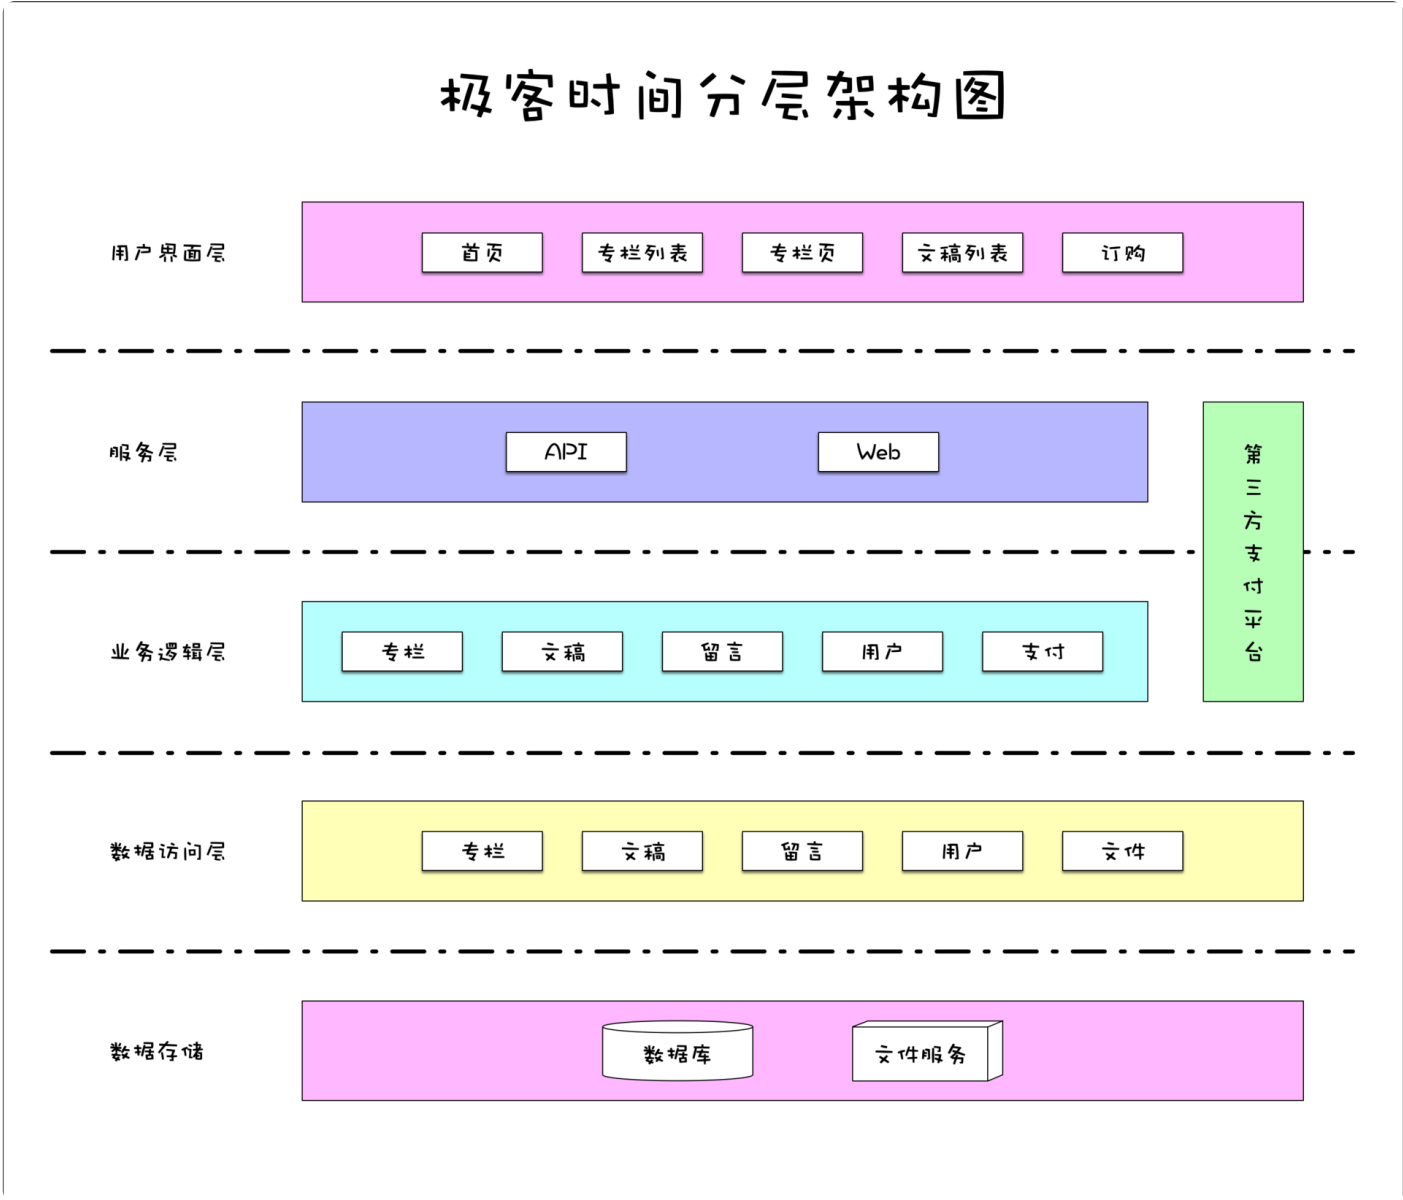 极客时间分层架构图
用户界面层
首页
专栏列表
专栏页
文稿列表
订购
服务层
API
Web
第三方支付平台
业务逻辑层
专栏
文稿
留言
用户
支付
数据访问层
专栏
文稿
留言
用户
文件
数据存储
数据库
文件服务